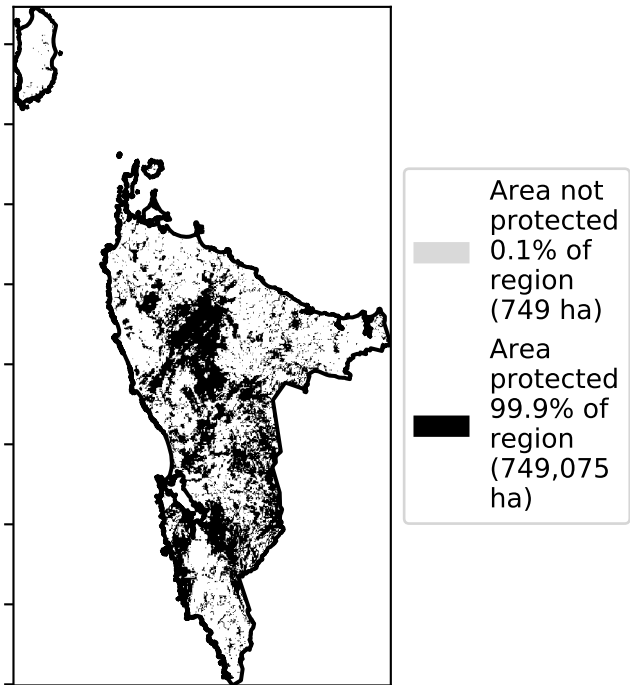 Area not
protected
0.1% of
region
(749 ha)
Area
protected
99.9% of
region
(749,075
ha)